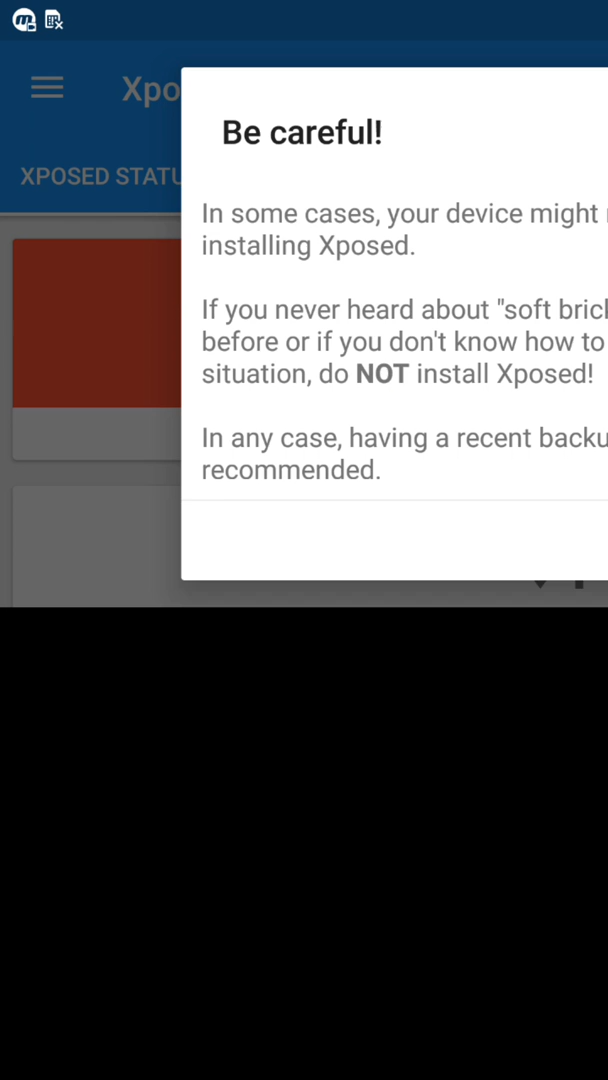 Xpo
XPOSED STATU
Be careful!
In some cases, your device might
installing Xposed.
If you never heard about "soft brick
before or if you don't know how to
situation, do NOT install Xposed!
In any case, having a recent backu
recommended.